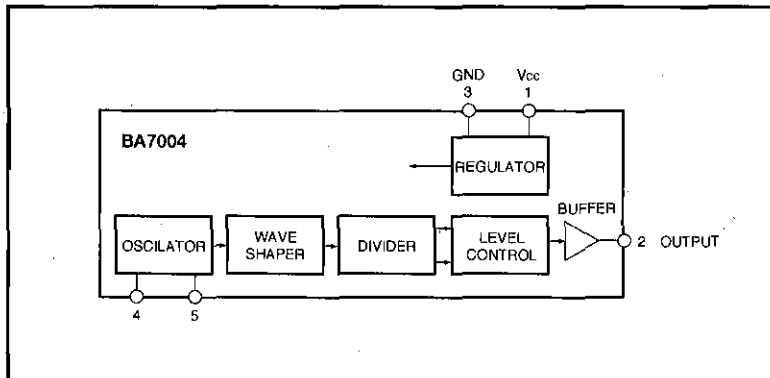 GND Vcc
3 1
BA7004
REGULATOR
BUFFER
OSCILATOR
WAVE
SHAPER
DIVIDER
LEVEL
CONTROL
2 OUTPUT
4 5